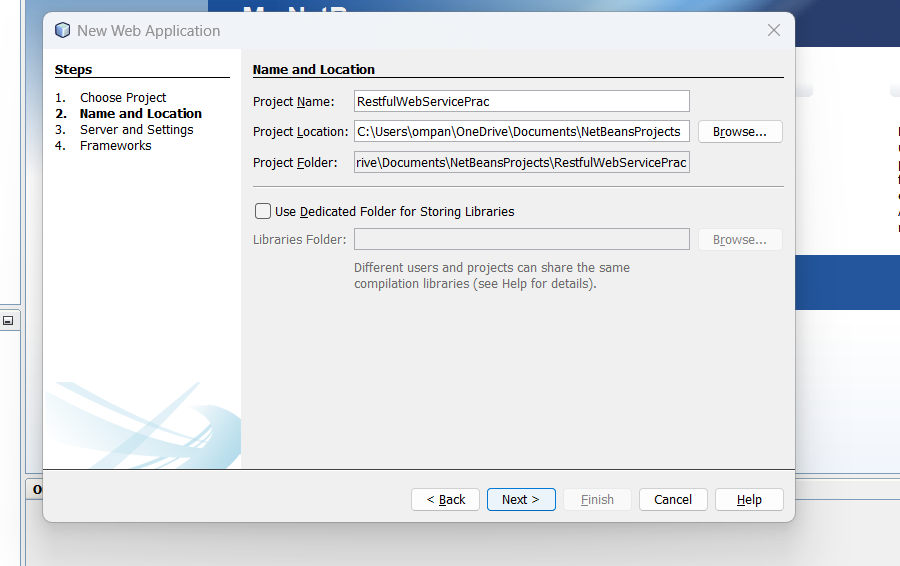 New Web Application
Steps
1. Choose Project
2. Name and Location
3. Server and Settings
4. Frameworks
Name and Location
Project Name: RestfulWebServicePrac
Project Location: C:\Users\ompan\OneDrive\Documents\NetBeansProjects Browse...
Project Folder: rive\Documents\NetBeansProjects\RestfulWebServicePrac
Use Dedicated Folder for Storing Libraries
Libraries Folder: Browse...
Different users and projects can share the same
compilation libraries (see Help for details).
< Back Next > Finish Cancel Help